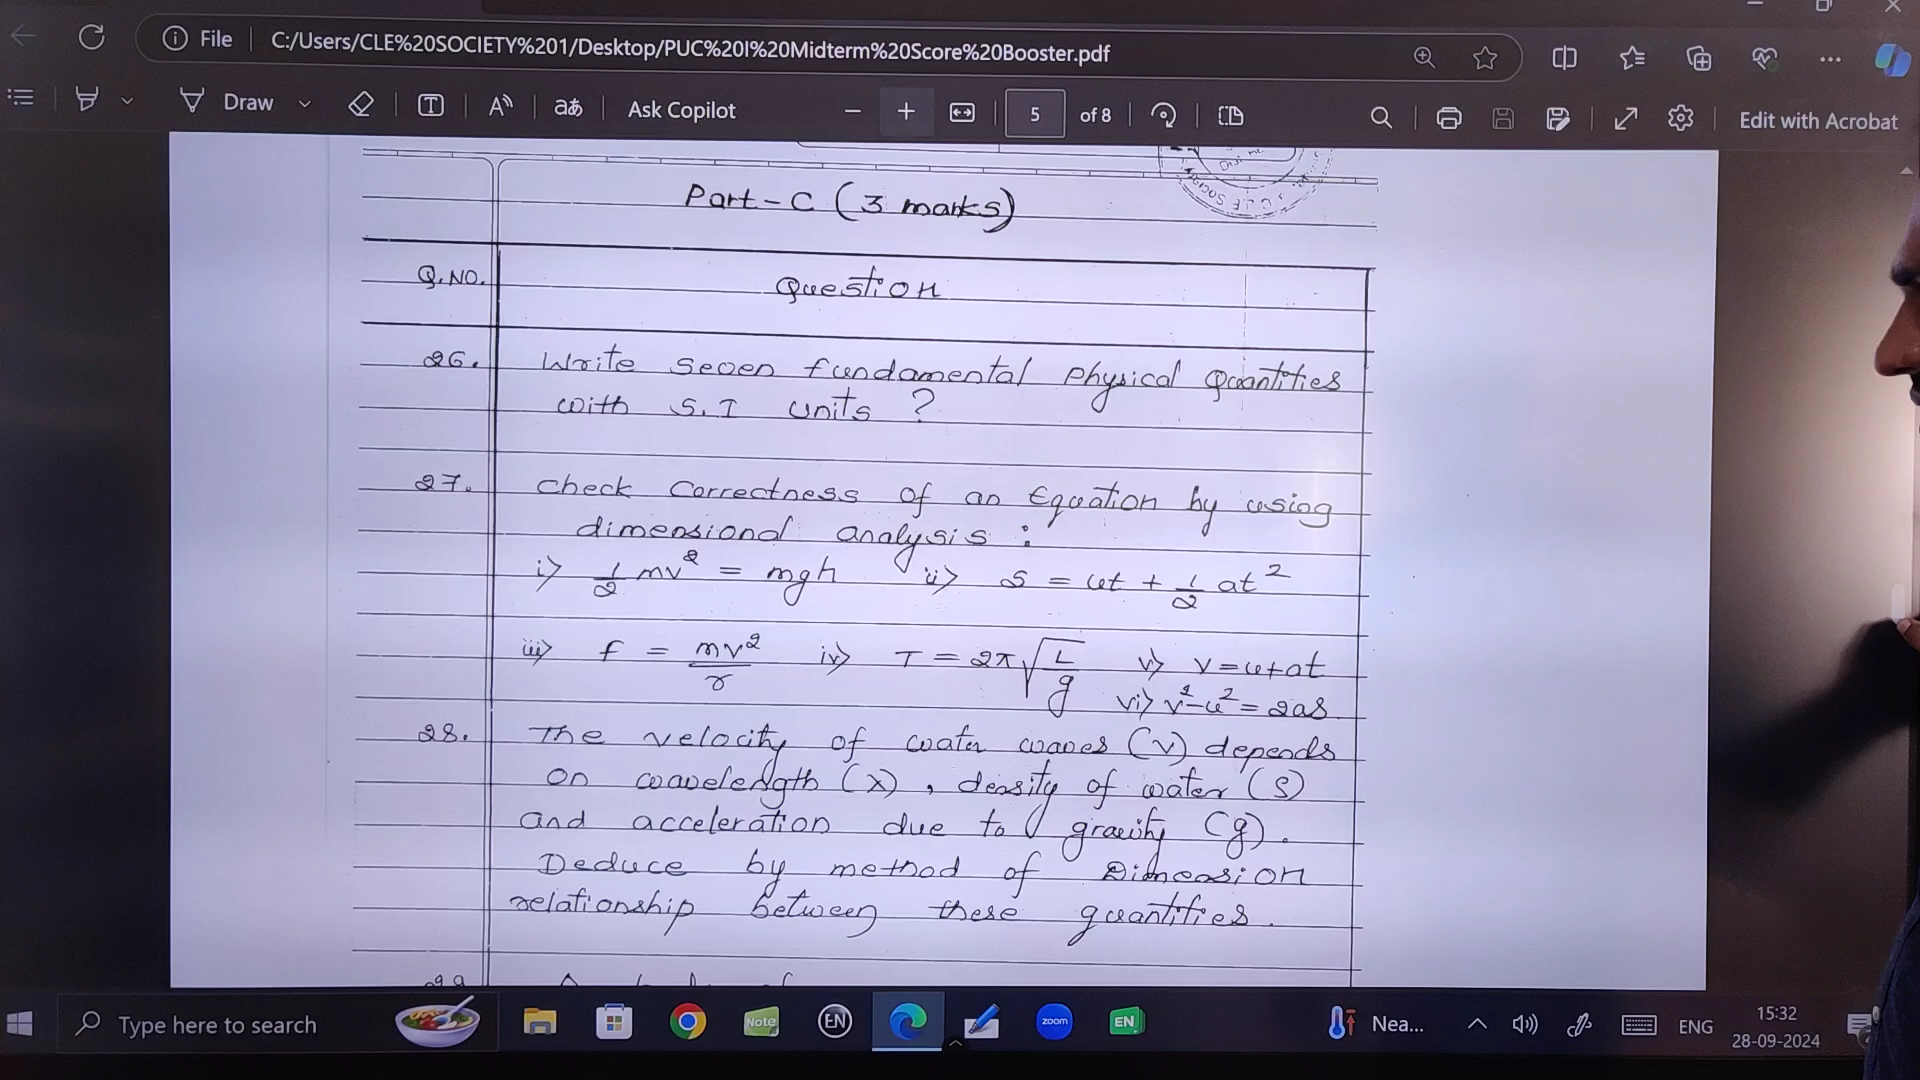 File C:/Users/CLE%20SOCIETY%201/Desktop/PUC%20I%20Midterm%20Score%20Booster.pdf
Draw Ask Copilot 5 of 8 Edit with Acrobat
Part-C (3 marks)
Q.NO. Question
26. Write seven fundamental physical quantities
with S.I units ?
27. Check Correctness of an Equation by using
dimensional analysis :
i> 1/2 mv² = mgh ii> S = ut + 1/2 at²
iii> f = mv²/r iv> T = 2π√(L/g) v> v=u+at
vi> v²-u² = 2as
28. The velocity of water waves (v) depends
on wavelength (λ), density of water (ρ)
and acceleration due to gravity (g).
Deduce by method of Dimension
relationship between these quantities.
29.
Type here to search Note EN zoom EN Nea... ENG 15:32
28-09-2024